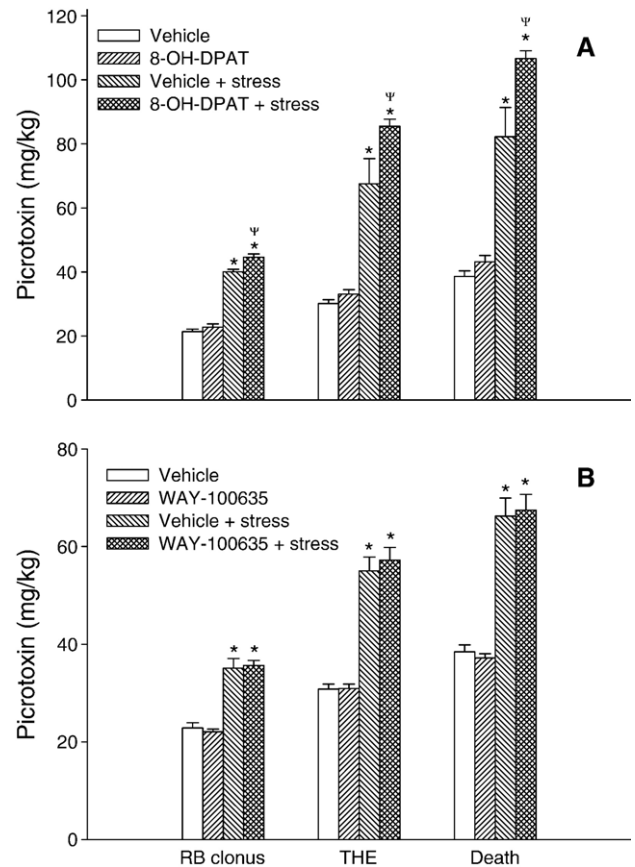 120
A
Vehicle
8-OH-DPAT
Vehicle + stress
8-OH-DPAT + stress
100
80
60
40
20
0
Picrotoxin (mg/kg)
* Ψ
*
* Ψ
*
* Ψ
*
80
B
Vehicle
WAY-100635
Vehicle + stress
WAY-100635 + stress
60
40
20
0
Picrotoxin (mg/kg)
* *
* *
* *
RB clonus THE Death